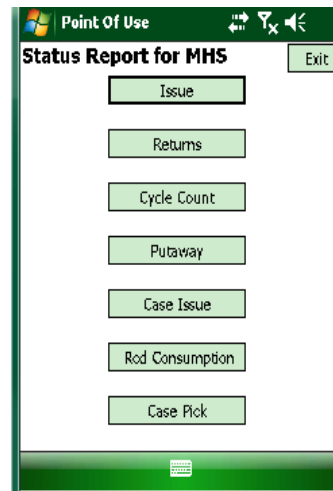 Point Of Use
Status Report for MHS
Exit
Issue
Returns
Cycle Count
Putaway
Case Issue
Rod Consumption
Case Pick